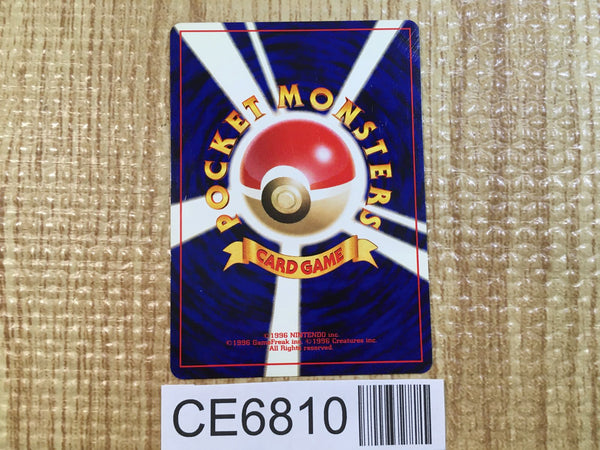 POCKET MONSTERS
CARD GAME
©1996 NINTENDO inc.
©1996 GameFreak inc. ©1996 Creatures inc.
All Rights reserved.
CE6810